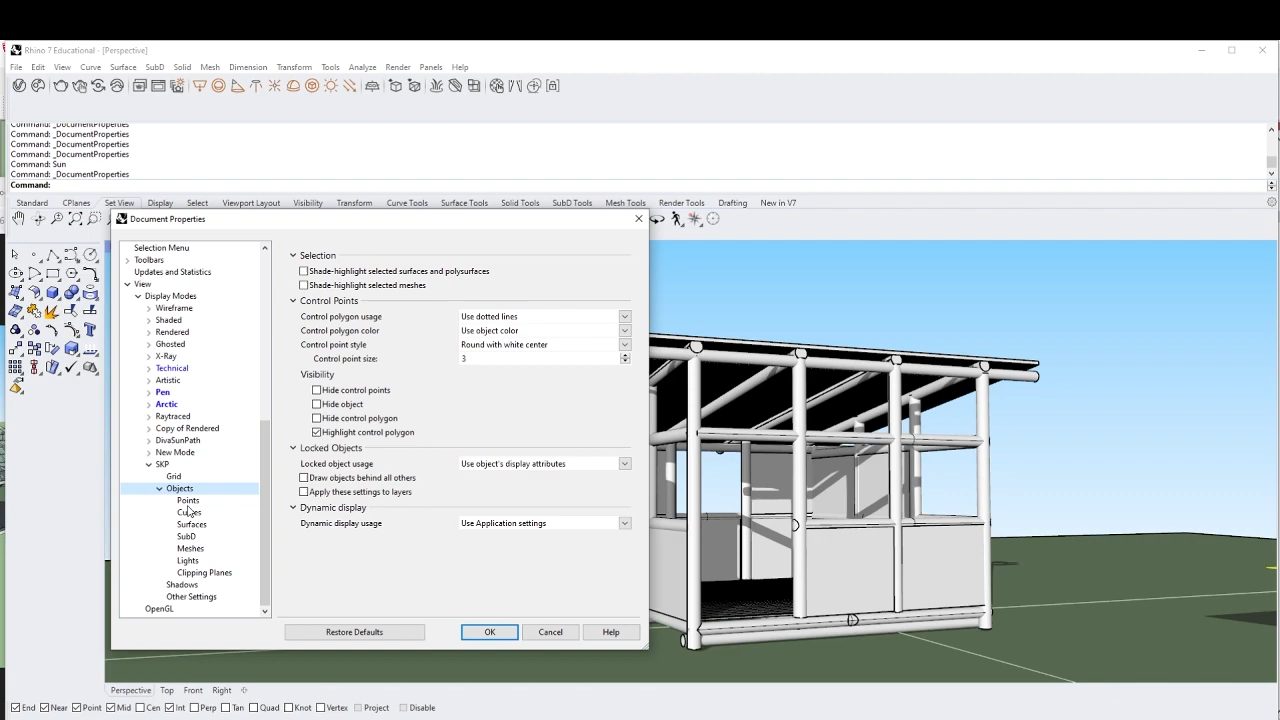 Rhino 7 Educational - [Perspective]
File Edit View Curve Surface SubD Solid Mesh Dimension Transform Tools Analyze Render Panels Help
Command: _DocumentProperties
Command: _DocumentProperties
Command: _DocumentProperties
Command: _DocumentProperties
Command: Sun
Command: _DocumentProperties
Command:
Standard CPlanes Set View Display Select Viewport Layout Visibility Transform Curve Tools Surface Tools Solid Tools SubD Tools Mesh Tools Render Tools Drafting New in V7
Document Properties
Selection Menu
Toolbars
Updates and Statistics
View
Display Modes
Wireframe
Shaded
Rendered
Ghosted
X-Ray
Technical
Artistic
Pen
Arctic
Raytraced
Copy of Rendered
DivaSunPath
New Mode
SKP
Grid
Objects
Points
Curves
Surfaces
SubD
Meshes
Lights
Clipping Planes
Shadows
Other Settings
OpenGL
Selection
Shade-highlight selected surfaces and polysurfaces
Shade-highlight selected meshes
Control Points
Control polygon usage Use dotted lines
Control polygon color Use object color
Control point style Round with white center
Control point size: 3
Visibility
Hide control points
Hide object
Hide control polygon
Highlight control polygon
Locked Objects
Locked object usage Use object's display attributes
Draw objects behind all others
Apply these settings to layers
Dynamic display
Dynamic display usage Use Application settings
Restore Defaults OK Cancel Help
Perspective Top Front Right
End Near Point Mid Cen Int Perp Tan Quad Knot Vertex Project Disable